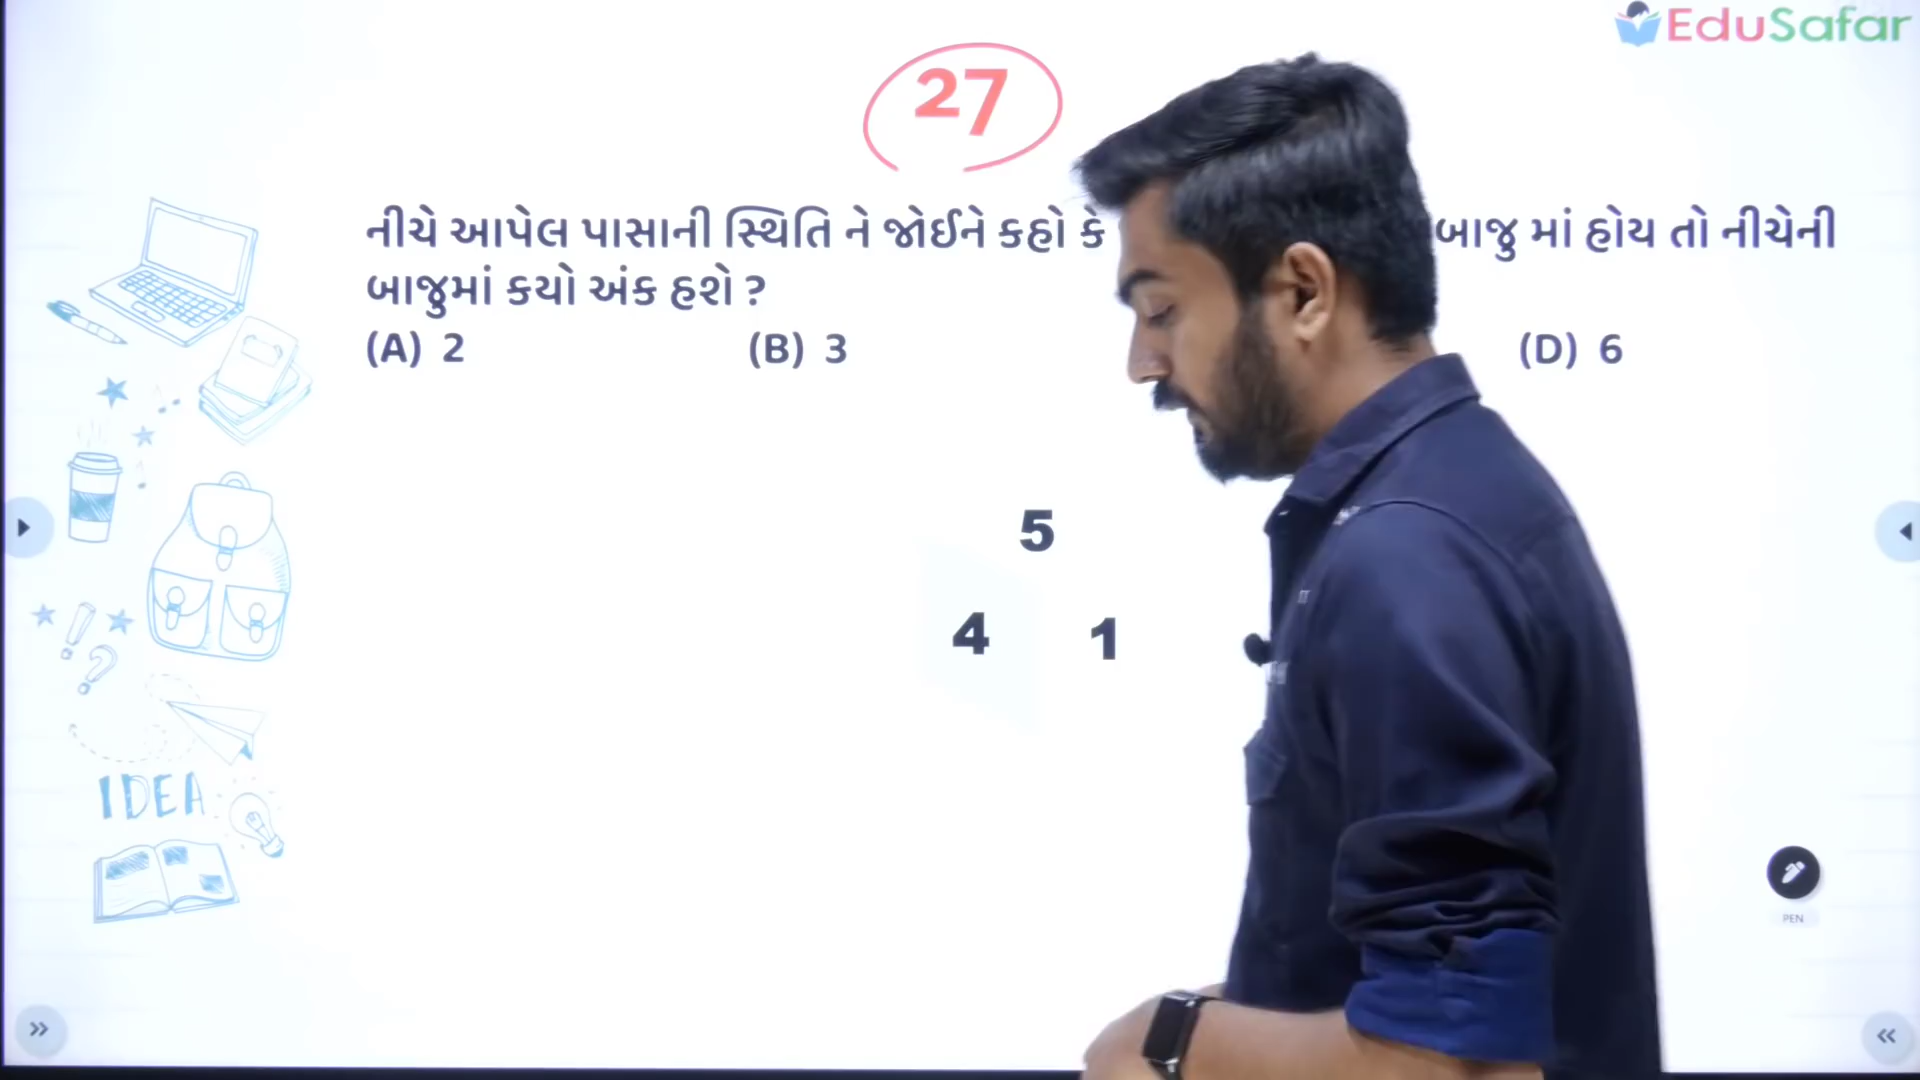 EduSafar
27
નીચે આપેલ પાસાની સ્થિતિ ને જોઈને કહો કે બાજુ માં હોય તો નીચેની
બાજુમાં કયો અંક હશે ?
(A) 2 (B) 3 (D) 6
5
4 1
IDEA
PEN